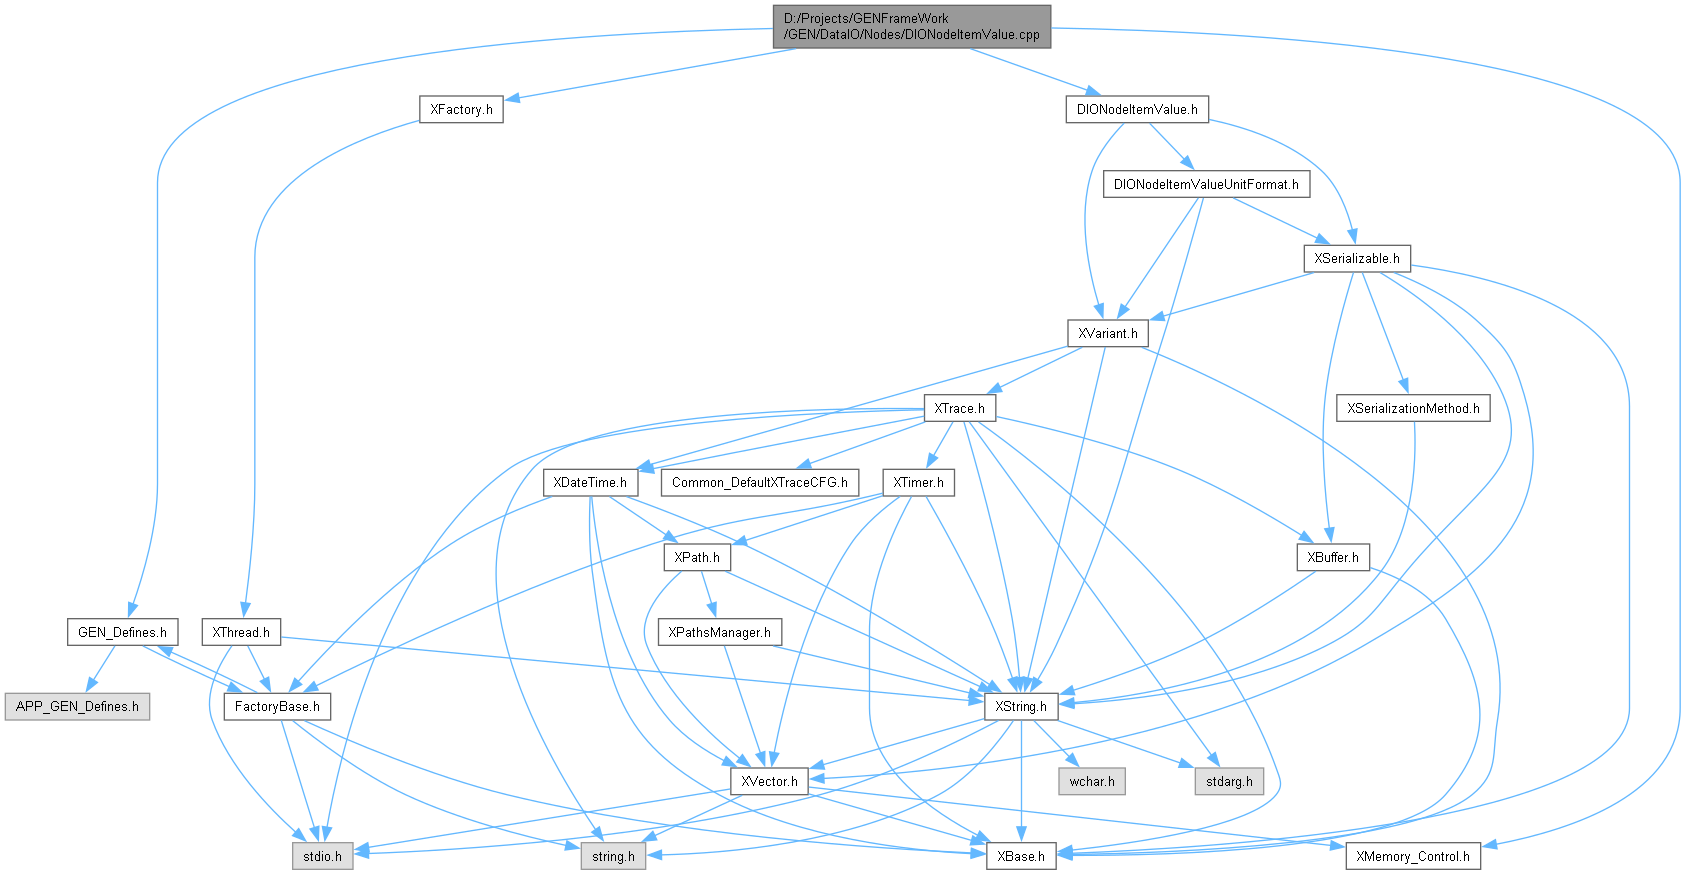 D:/Projects/GENFrameWork
/GEN/DataIO/Nodes/DIONodeItemValue.cpp
XFactory.h
DIONodeItemValue.h
DIONodeItemValueUnitFormat.h
XSerializable.h
XVariant.h
XTrace.h
XSerializationMethod.h
XDateTime.h
Common_DefaultXTraceCFG.h
XTimer.h
XPath.h
XBuffer.h
GEN_Defines.h
XThread.h
XPathsManager.h
APP_GEN_Defines.h
FactoryBase.h
XString.h
XVector.h
wchar.h
stdarg.h
stdio.h
string.h
XBase.h
XMemory_Control.h